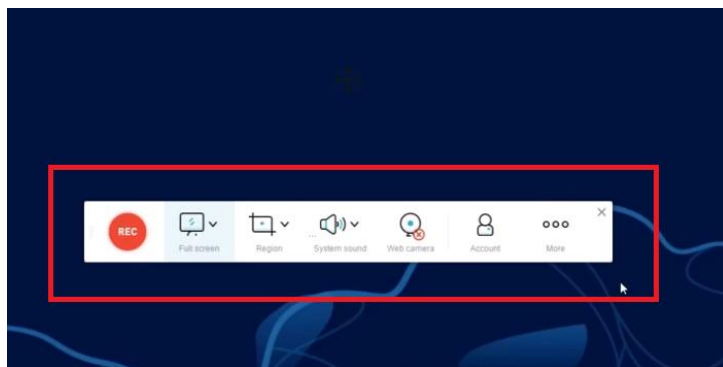 REC
Full screen
Region
System sound
Web camera
Account
More